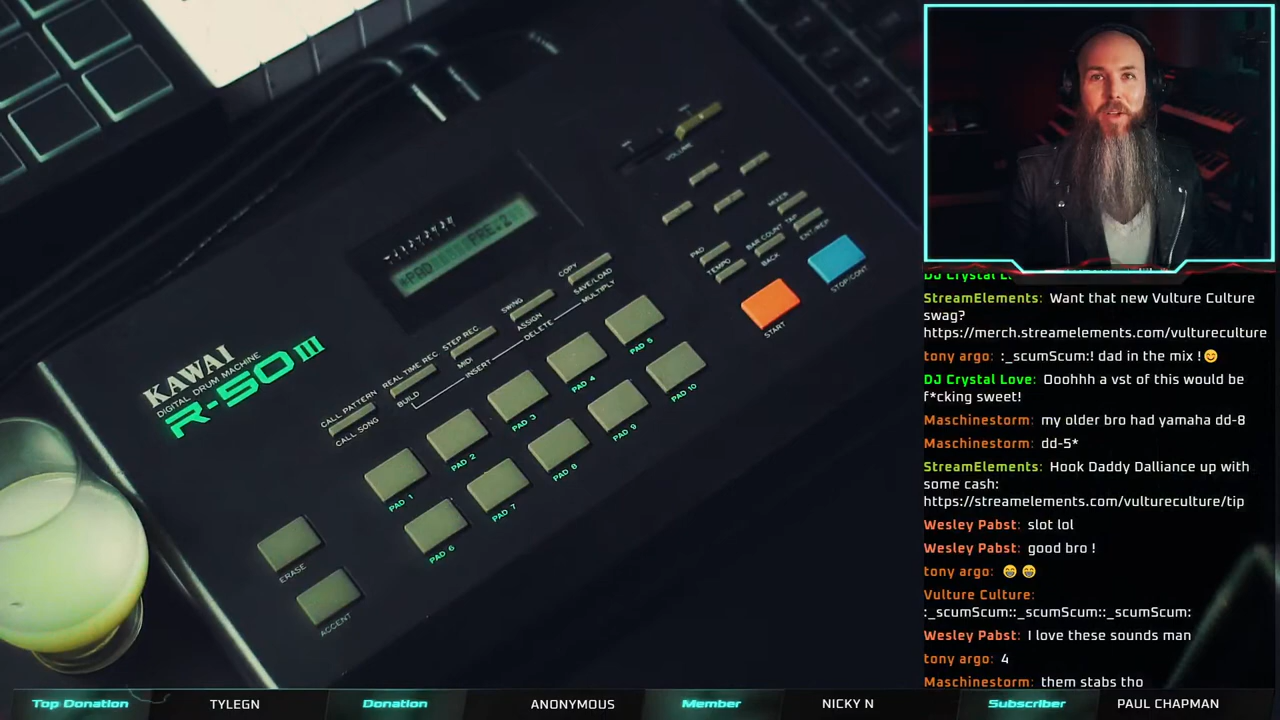 KAWAI
DIGITAL DRUM MACHINE
R-50 III
#PAD PRE:2
VOLUME
MIXER
TAP
ENT/REP
BAR COUNT
BACK
PAD
TEMPO
STOP/CONT
START
COPY
SAVE/LOAD
MULTIPLY
SWING
ASSIGN
DELETE
STEP REC
MIDI
INSERT
REAL TIME REC
BUILD
CALL PATTERN
CALL SONG
PAD 1
PAD 2
PAD 3
PAD 4
PAD 5
PAD 6
PAD 7
PAD 8
PAD 9
PAD 10
ERASE
ACCENT
StreamElements: Want that new Vulture Culture
swag?
https://merch.streamelements.com/vultureculture
tony argo: :_scumScum:! dad in the mix !😊
DJ Crystal Love: Ooohhh a vst of this would be
f*cking sweet!
Maschinestorm: my older bro had yamaha dd-8
Maschinestorm: dd-5*
StreamElements: Hook Daddy Dalliance up with
some cash:
https://streamelements.com/vultureculture/tip
Wesley Pabst: slot lol
Wesley Pabst: good bro !
tony argo: 😁 😁
Vulture Culture:
:_scumScum::_scumScum::_scumScum:
Wesley Pabst: I love these sounds man
tony argo: 4
Maschinestorm: them stabs tho
Top Donation TYLEGN Donation ANONYMOUS Member NICKY N Subscriber PAUL CHAPMAN